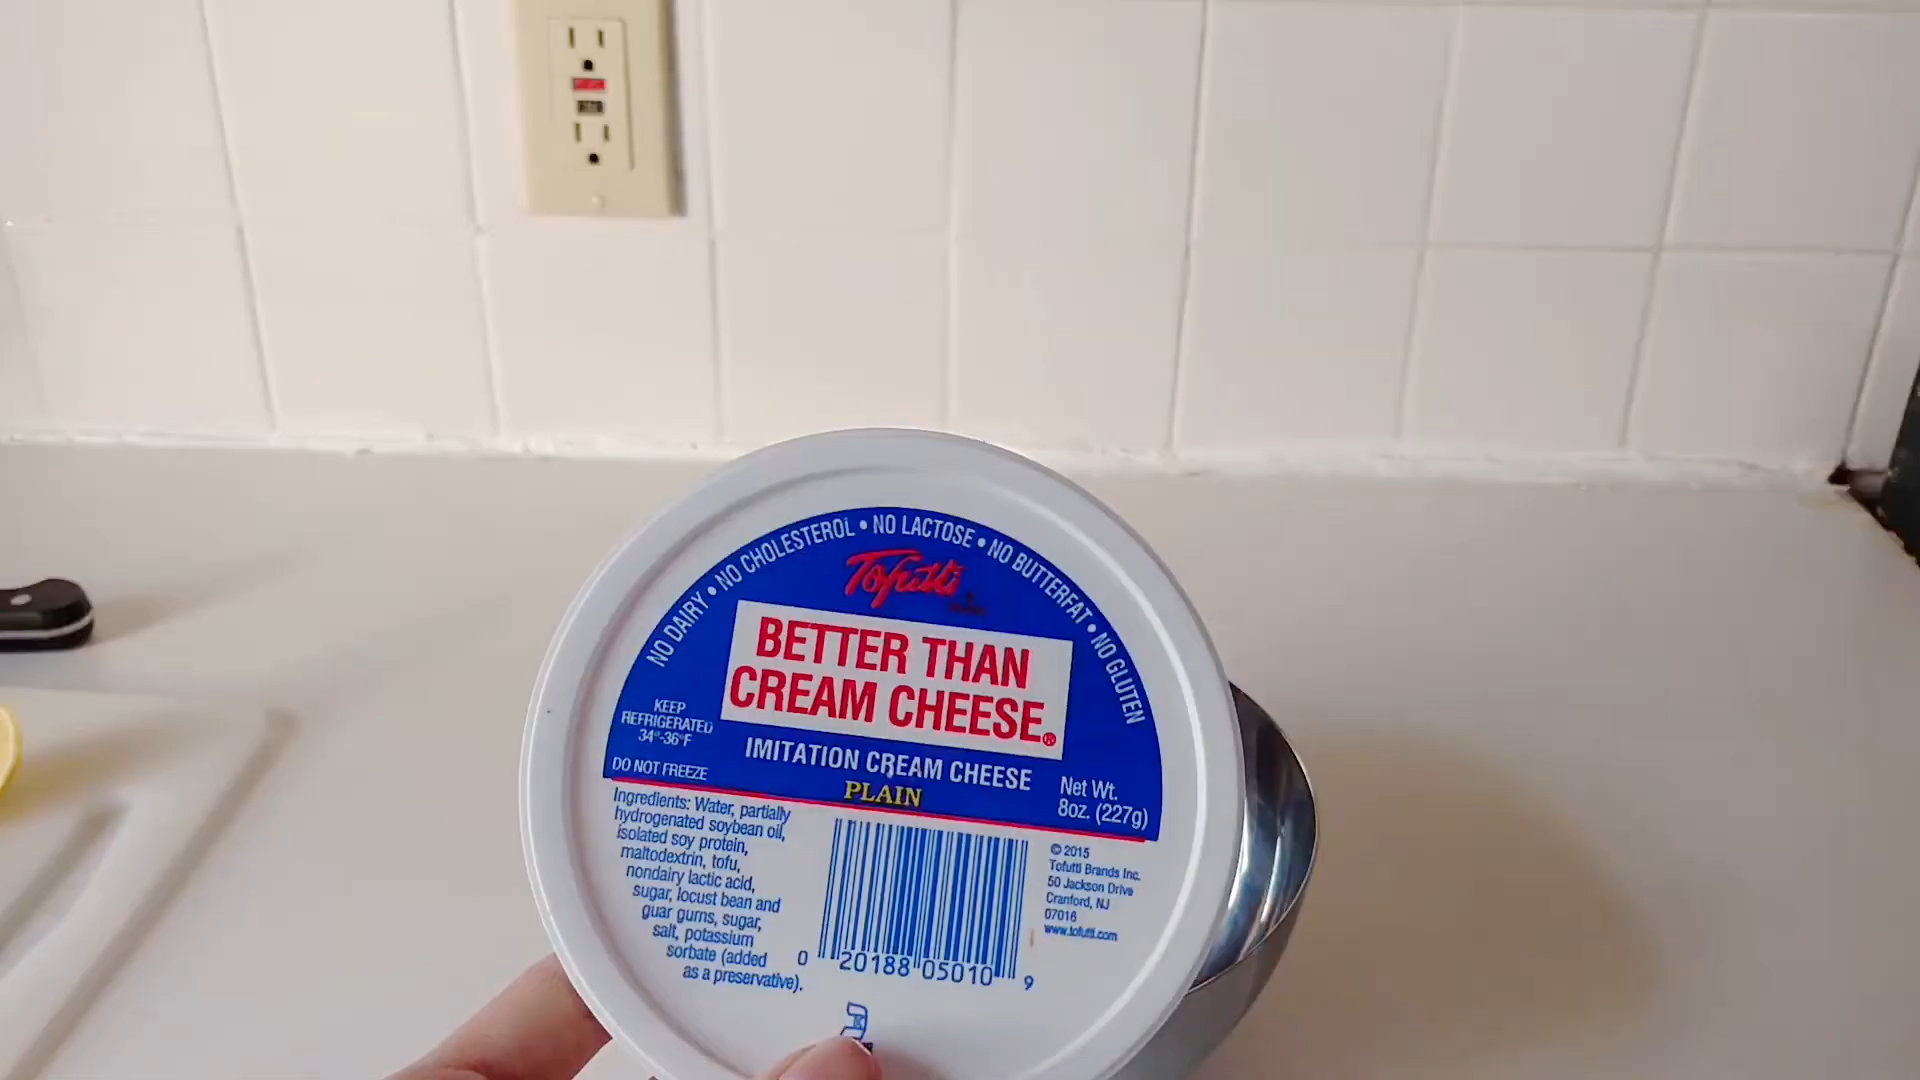 NO DAIRY • NO CHOLESTEROL • NO LACTOSE • NO BUTTERFAT • NO GLUTEN
Tofutti
BETTER THAN
CREAM CHEESE®
KEEP
REFRIGERATED
34°-36°F
DO NOT FREEZE
IMITATION CREAM CHEESE
PLAIN
Net Wt.
8oz. (227g)
Ingredients: Water, partially
hydrogenated soybean oil,
isolated soy protein,
maltodextrin, tofu,
nondairy lactic acid,
sugar, locust bean and
guar gums, sugar,
salt, potassium
sorbate (added
as a preservative).
0 20188 05010 9
© 2015
Tofutti Brands Inc.
50 Jackson Drive
Cranford, NJ
07016
www.tofutti.com
K